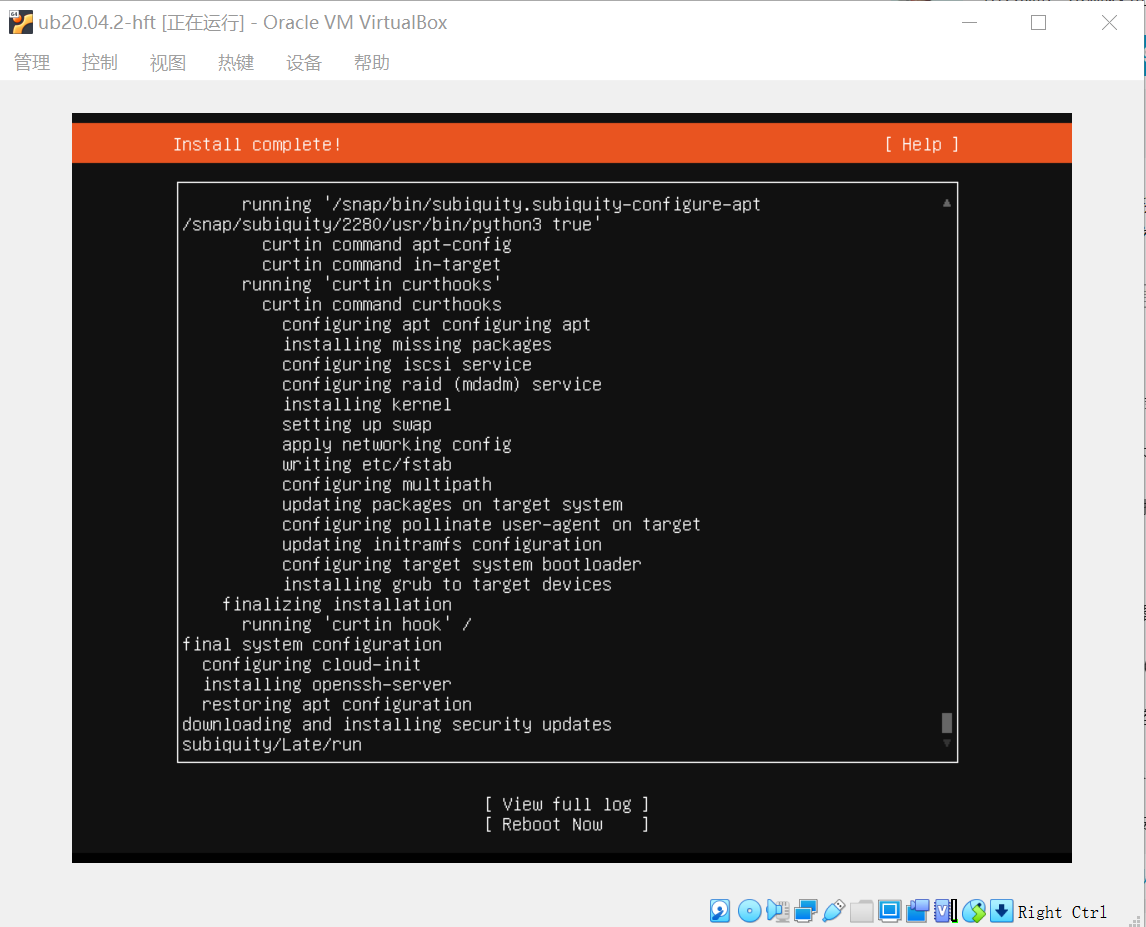 ub20.04.2-hft [正在运行] - Oracle VM VirtualBox
管理 控制 视图 热键 设备 帮助
Install complete! [ Help ]
running '/snap/bin/subiquity.subiquity-configure-apt
/snap/subiquity/2280/usr/bin/python3 true'
curtin command apt-config
curtin command in-target
running 'curtin curthooks'
curtin command curthooks
configuring apt configuring apt
installing missing packages
configuring iscsi service
configuring raid (mdadm) service
installing kernel
setting up swap
apply networking config
writing etc/fstab
configuring multipath
updating packages on target system
configuring pollinate user-agent on target
updating initramfs configuration
configuring target system bootloader
installing grub to target devices
finalizing installation
running 'curtin hook' /
final system configuration
configuring cloud-init
installing openssh-server
restoring apt configuration
downloading and installing security updates
subiquity/Late/run
[ View full log ]
[ Reboot Now ]
Right Ctrl